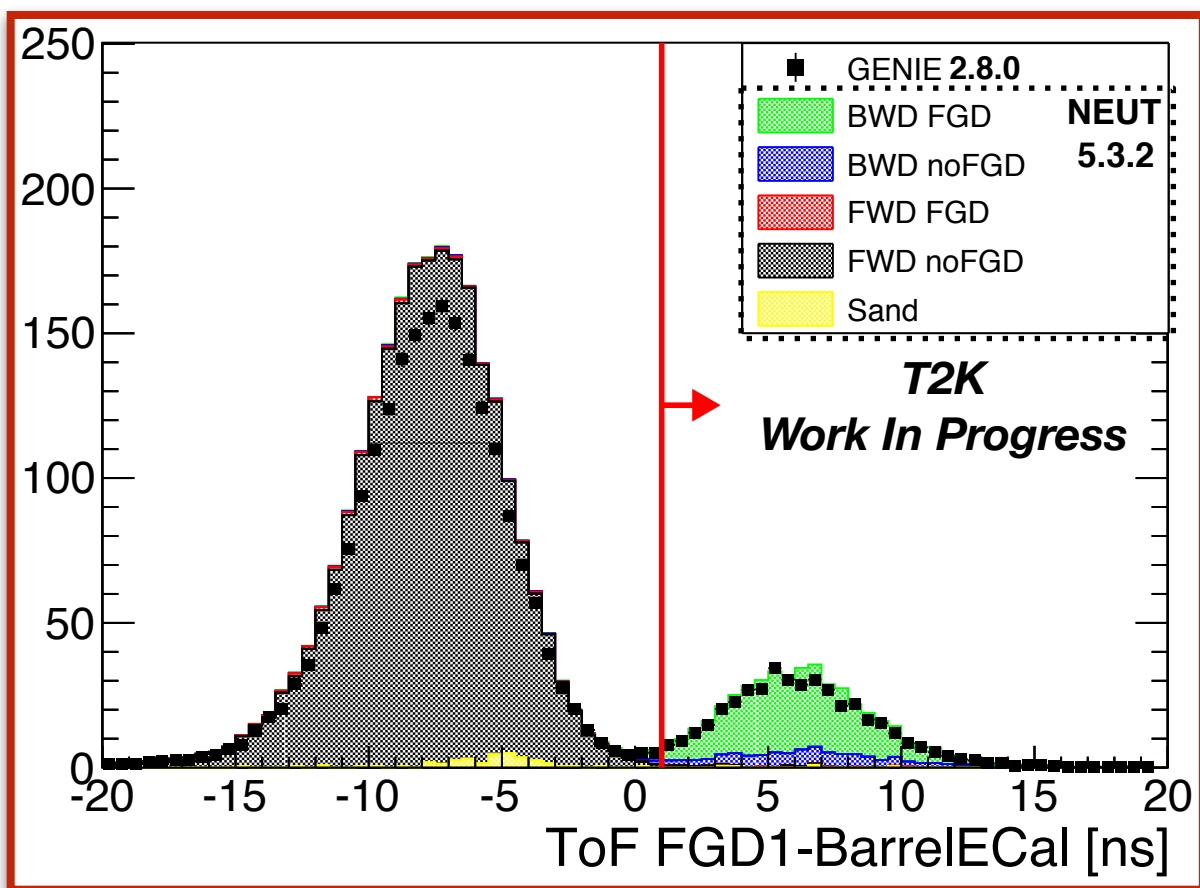 250
200
150
100
50
0
-20 -15 -10 -5 0 5 10 15 20
ToF FGD1-BarrelECal [ns]
GENIE 2.8.0
BWD FGD
BWD noFGD
FWD FGD
FWD noFGD
Sand
NEUT
5.3.2
T2K
Work In Progress